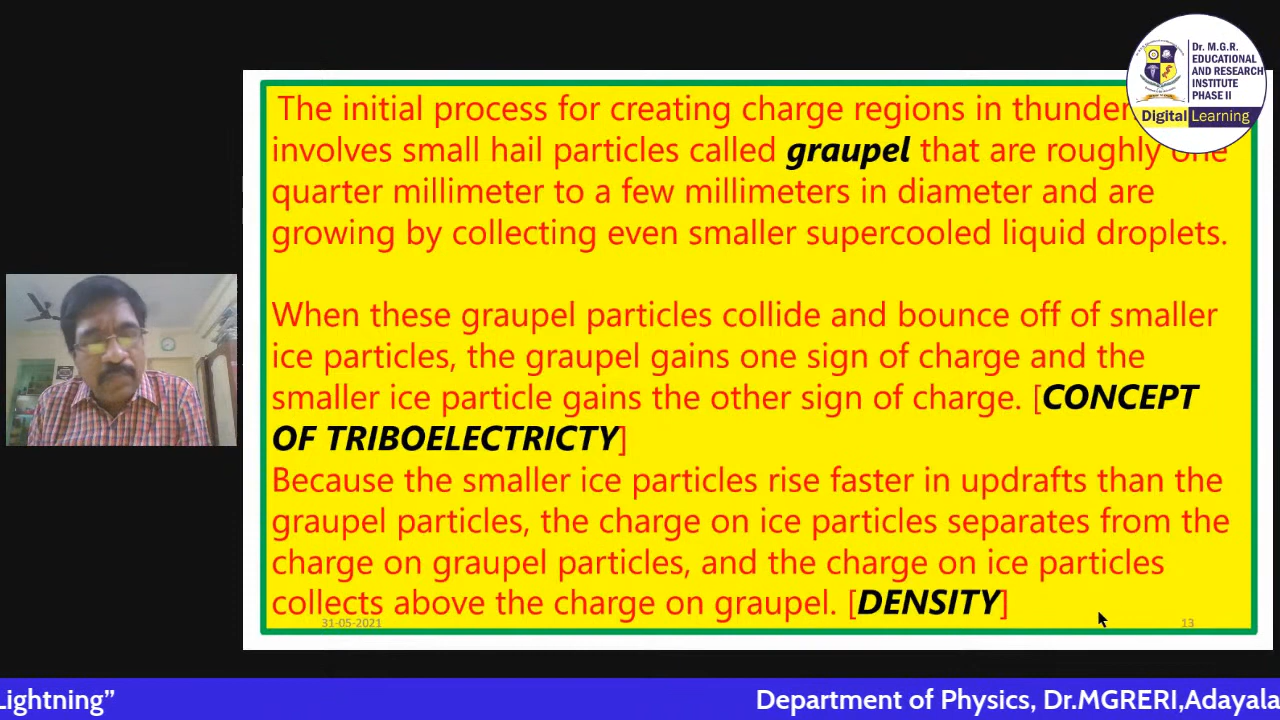 Dr. M.G.R.
EDUCATIONAL
AND RESEARCH
INSTITUTE
PHASE II
Digital Learning
The initial process for creating charge regions in thunder
involves small hail particles called graupel that are roughly one
quarter millimeter to a few millimeters in diameter and are
growing by collecting even smaller supercooled liquid droplets.
When these graupel particles collide and bounce off of smaller
ice particles, the graupel gains one sign of charge and the
smaller ice particle gains the other sign of charge. [CONCEPT
OF TRIBOELECTRICTY]
Because the smaller ice particles rise faster in updrafts than the
graupel particles, the charge on ice particles separates from the
charge on graupel particles, and the charge on ice particles
collects above the charge on graupel. [DENSITY]
31-05-2021
13
Lightning” Department of Physics, Dr.MGRERI,Adayala